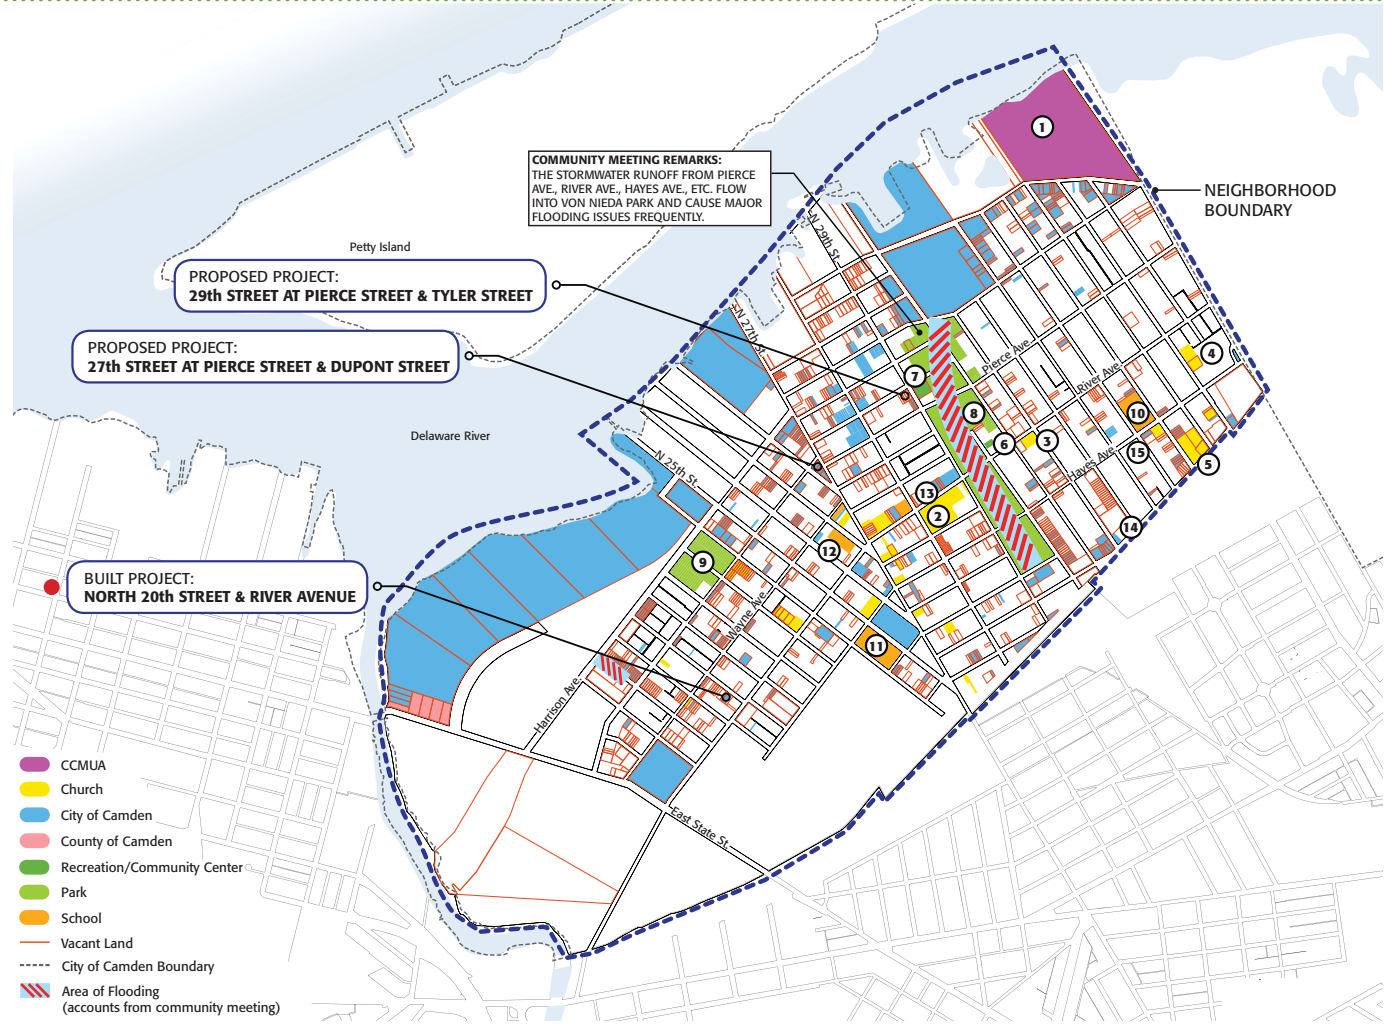 COMMUNITY MEETING REMARKS:
THE STORMWATER RUNOFF FROM PIERCE
AVE., RIVER AVE., HAYES AVE., ETC. FLOW
INTO VON NIEDA PARK AND CAUSE MAJOR
FLOODING ISSUES FREQUENTLY.
1
NEIGHBORHOOD
BOUNDARY
Petty Island
N 29th St.
PROPOSED PROJECT:
29th STREET AT PIERCE STREET & TYLER STREET
N 27th St.
PROPOSED PROJECT:
27th STREET AT PIERCE STREET & DUPONT STREET
Pierce Ave
River Ave.
4
7
8
10
Delaware River
6
3
15
Hayes Ave.
5
N 25th St.
13
2
14
12
9
BUILT PROJECT:
NORTH 20th STREET & RIVER AVENUE
Wayne Ave.
11
Harrison Ave.
East State St.
CCMUA
Church
City of Camden
County of Camden
Recreation/Community Center
Park
School
Vacant Land
City of Camden Boundary
Area of Flooding
(accounts from community meeting)